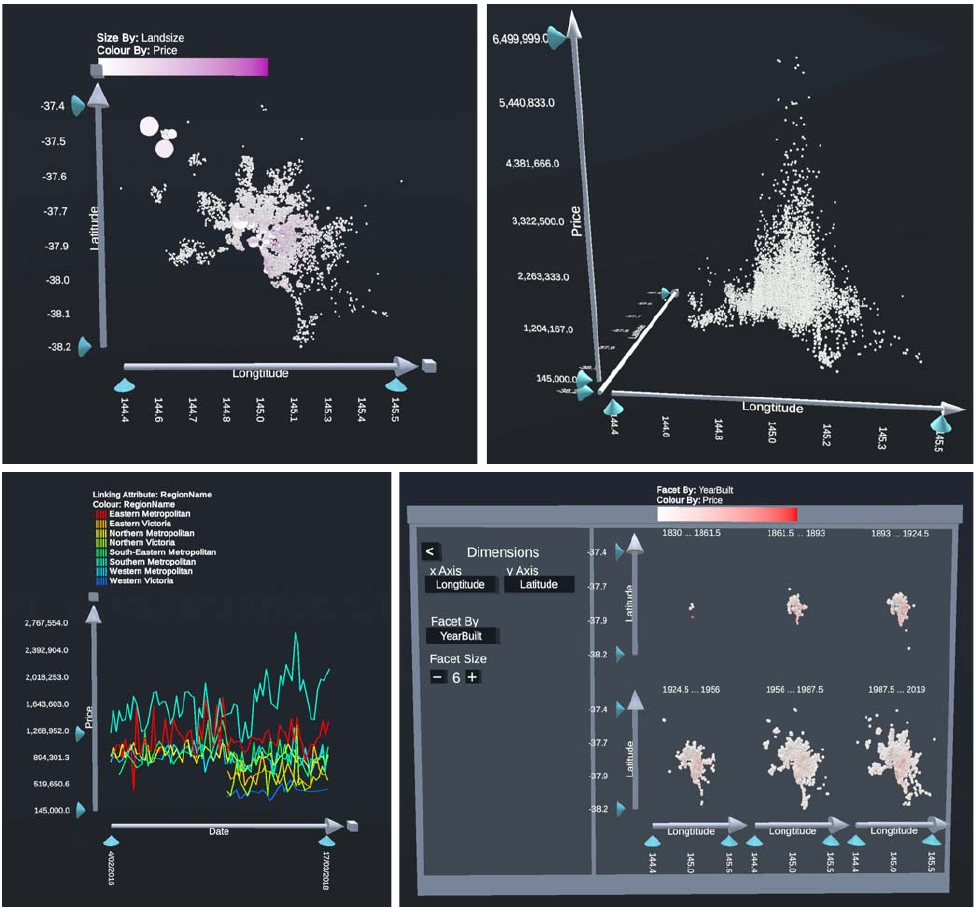 Size By: Landsize
Colour By: Price
-37.4
-37.5
-37.6
-37.7
-37.9
-38.0
-38.1
-38.2
Latitude
Longtitude
144.4
144.6
144.7
144.8
145.0
145.1
145.3
145.4
145.5
6,499,999.0
5,440,833.0
4,381,666.0
3,322,500.0
2,263,333.0
1,204,167.0
145,000.0
Price
Longtitude
144.4
144.6
144.8
145.0
145.2
145.3
145.5
Linking Attribute: RegionName
Colour: RegionName
Eastern Metropolitan
Eastern Victoria
Northern Metropolitan
Northern Victoria
South-Eastern Metropolitan
Southern Metropolitan
Western Metropolitan
Western Victoria
2,767,554.0
2,392,904.0
2,018,253.0
1,643,603.0
1,268,952.0
894,301.3
519,650.6
145,000.0
Price
Date
4/02/2016
17/03/2018
Facet By: YearBuilt
Colour By: Price
< Dimensions
x Axis y Axis
Longtitude Latitude
Facet By
YearBuilt
Facet Size
− 6 +
1830 ... 1861.5 1861.5 ... 1893 1893 ... 1924.5
-37.4
-37.7
-37.9
-38.2
Latitude
1924.5 ... 1956 1956 ... 1987.5 1987.5 ... 2019
-37.4
-37.7
-37.9
-38.2
Latitude
Longtitude Longtitude Longtitude
144.4 145.0 145.5 144.4 145.0 145.5 144.4 145.0 145.5